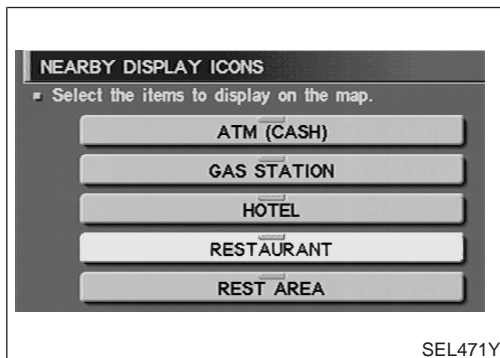 NEARBY DISPLAY ICONS
Select the items to display on the map.
ATM (CASH)
GAS STATION
HOTEL
RESTAURANT
REST AREA
SEL471Y